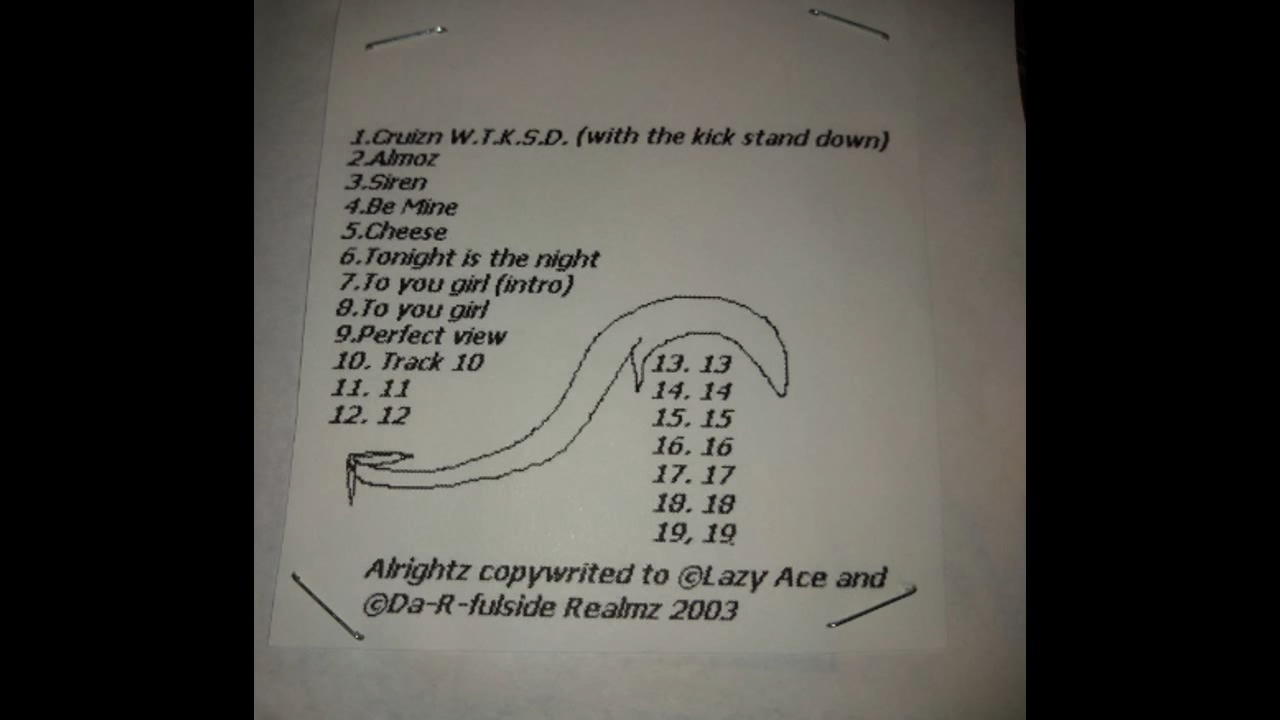 1.Cruizn W.T.K.S.D. (with the kick stand down)
2.Almoz
3.Siren
4.Be Mine
5.Cheese
6.Tonight is the night
7.To you girl (intro)
8.To you girl
9.Perfect view
10. Track 10
11. 11
12. 12
13. 13
14. 14
15. 15
16. 16
17. 17
18. 18
19, 19.
Alrightz copywrited to ©Lazy Ace and
©Da-R-fulside Realmz 2003